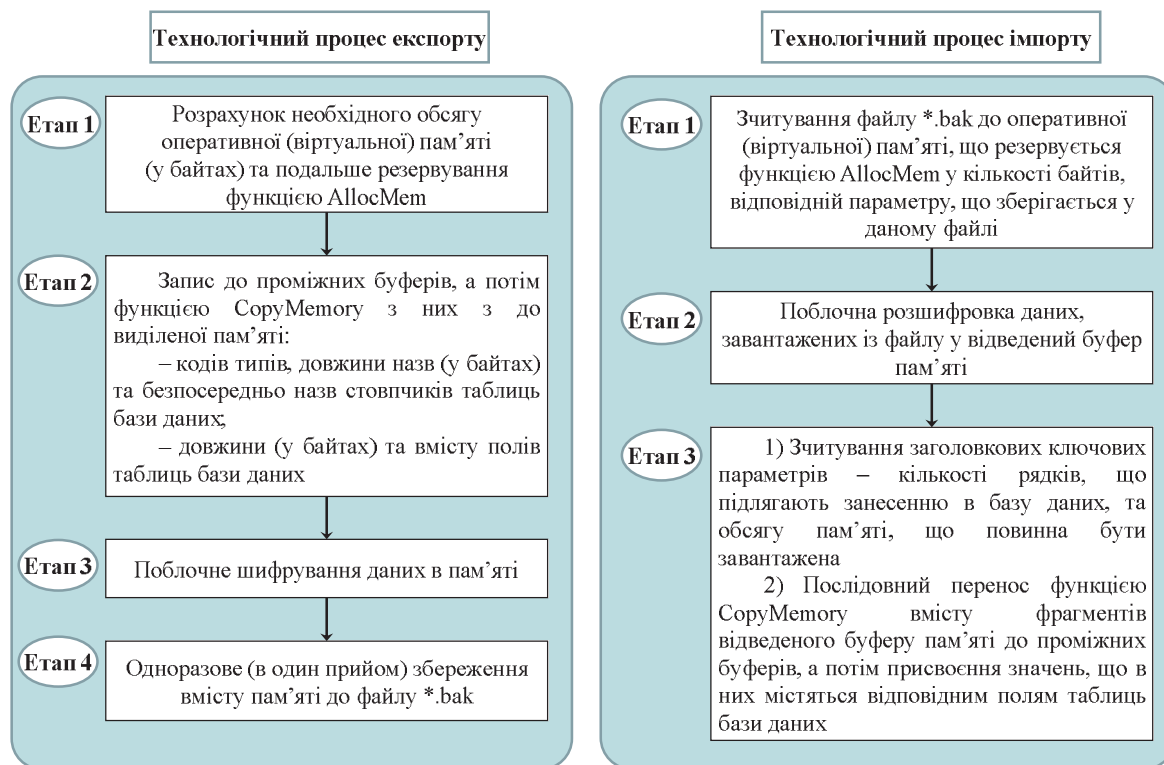 Технологічний процес експорту
Етап 1
Розрахунок необхідного обсягу
оперативної (віртуальної) пам’яті
(у байтах) та подальше резервування
функцією AllocMem
Етап 2
Запис до проміжних буферів, а потім
функцією CopyMemory з них з до
виділеної пам’яті:
– кодів типів, довжини назв (у байтах)
та безпосередньо назв стовпчиків таблиць
бази даних;
– довжини (у байтах) та вмісту полів
таблиць бази даних
Етап 3
Поблочне шифрування даних в пам’яті
Етап 4
Одноразове (в один прийом) збереження
вмісту пам’яті до файлу *.bak
Технологічний процес імпорту
Етап 1
Зчитування файлу *.bak до оперативної
(віртуальної) пам’яті, що резервується
функцією AllocMem у кількості байтів,
відповідній параметру, що зберігається у
даному файлі
Етап 2
Поблочна розшифровка даних,
завантажених із файлу у відведений буфер
пам’яті
Етап 3
1) Зчитування заголовкових ключових
параметрів – кількості рядків, що
підлягають занесенню в базу даних, та
обсягу пам’яті, що повинна бути
завантажена
2) Послідовний перенос функцією
CopyMemory вмісту фрагментів
відведеного буферу пам’яті до проміжних
буферів, а потім присвоєння значень, що в
них містяться відповідним полям таблиць
бази даних